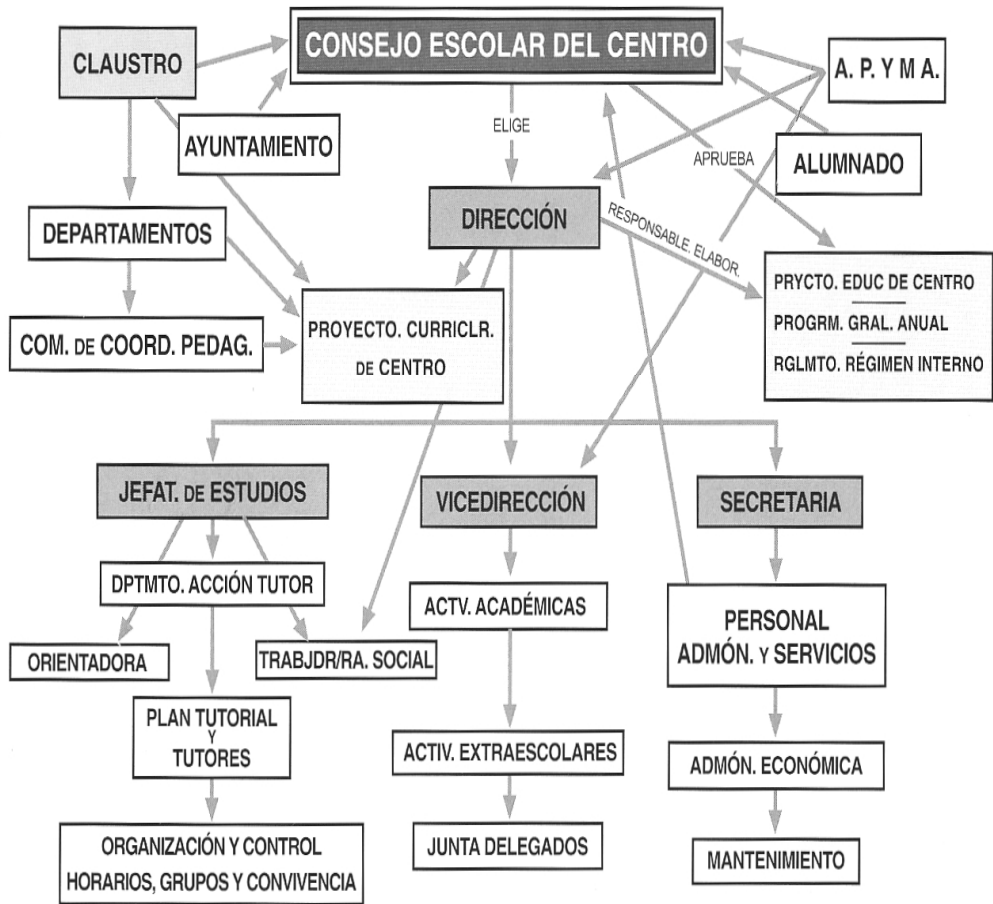 CONSEJO ESCOLAR DEL CENTRO
CLAUSTRO
A. P. Y M A.
ELIGE
AYUNTAMIENTO
APRUEBA
ALUMNADO
DEPARTAMENTOS
DIRECCIÓN
RESPONSABLE. ELABOR.
PRYCTO. EDUC DE CENTRO
PROGRM. GRAL. ANUAL
RGLMTO. RÉGIMEN INTERNO
COM. DE COORD. PEDAG.
PROYECTO. CURRICLR.
DE CENTRO
JEFAT. DE ESTUDIOS
VICEDIRECCIÓN
SECRETARIA
DPTMTO. ACCIÓN TUTOR
ACTV. ACADÉMICAS
PERSONAL
ADMÓN. Y SERVICIOS
ORIENTADORA
TRABJDR/RA. SOCIAL
PLAN TUTORIAL
Y
TUTORES
ACTIV. EXTRAESCOLARES
ADMÓN. ECONÓMICA
ORGANIZACIÓN Y CONTROL
HORARIOS, GRUPOS Y CONVIVENCIA
JUNTA DELEGADOS
MANTENIMIENTO